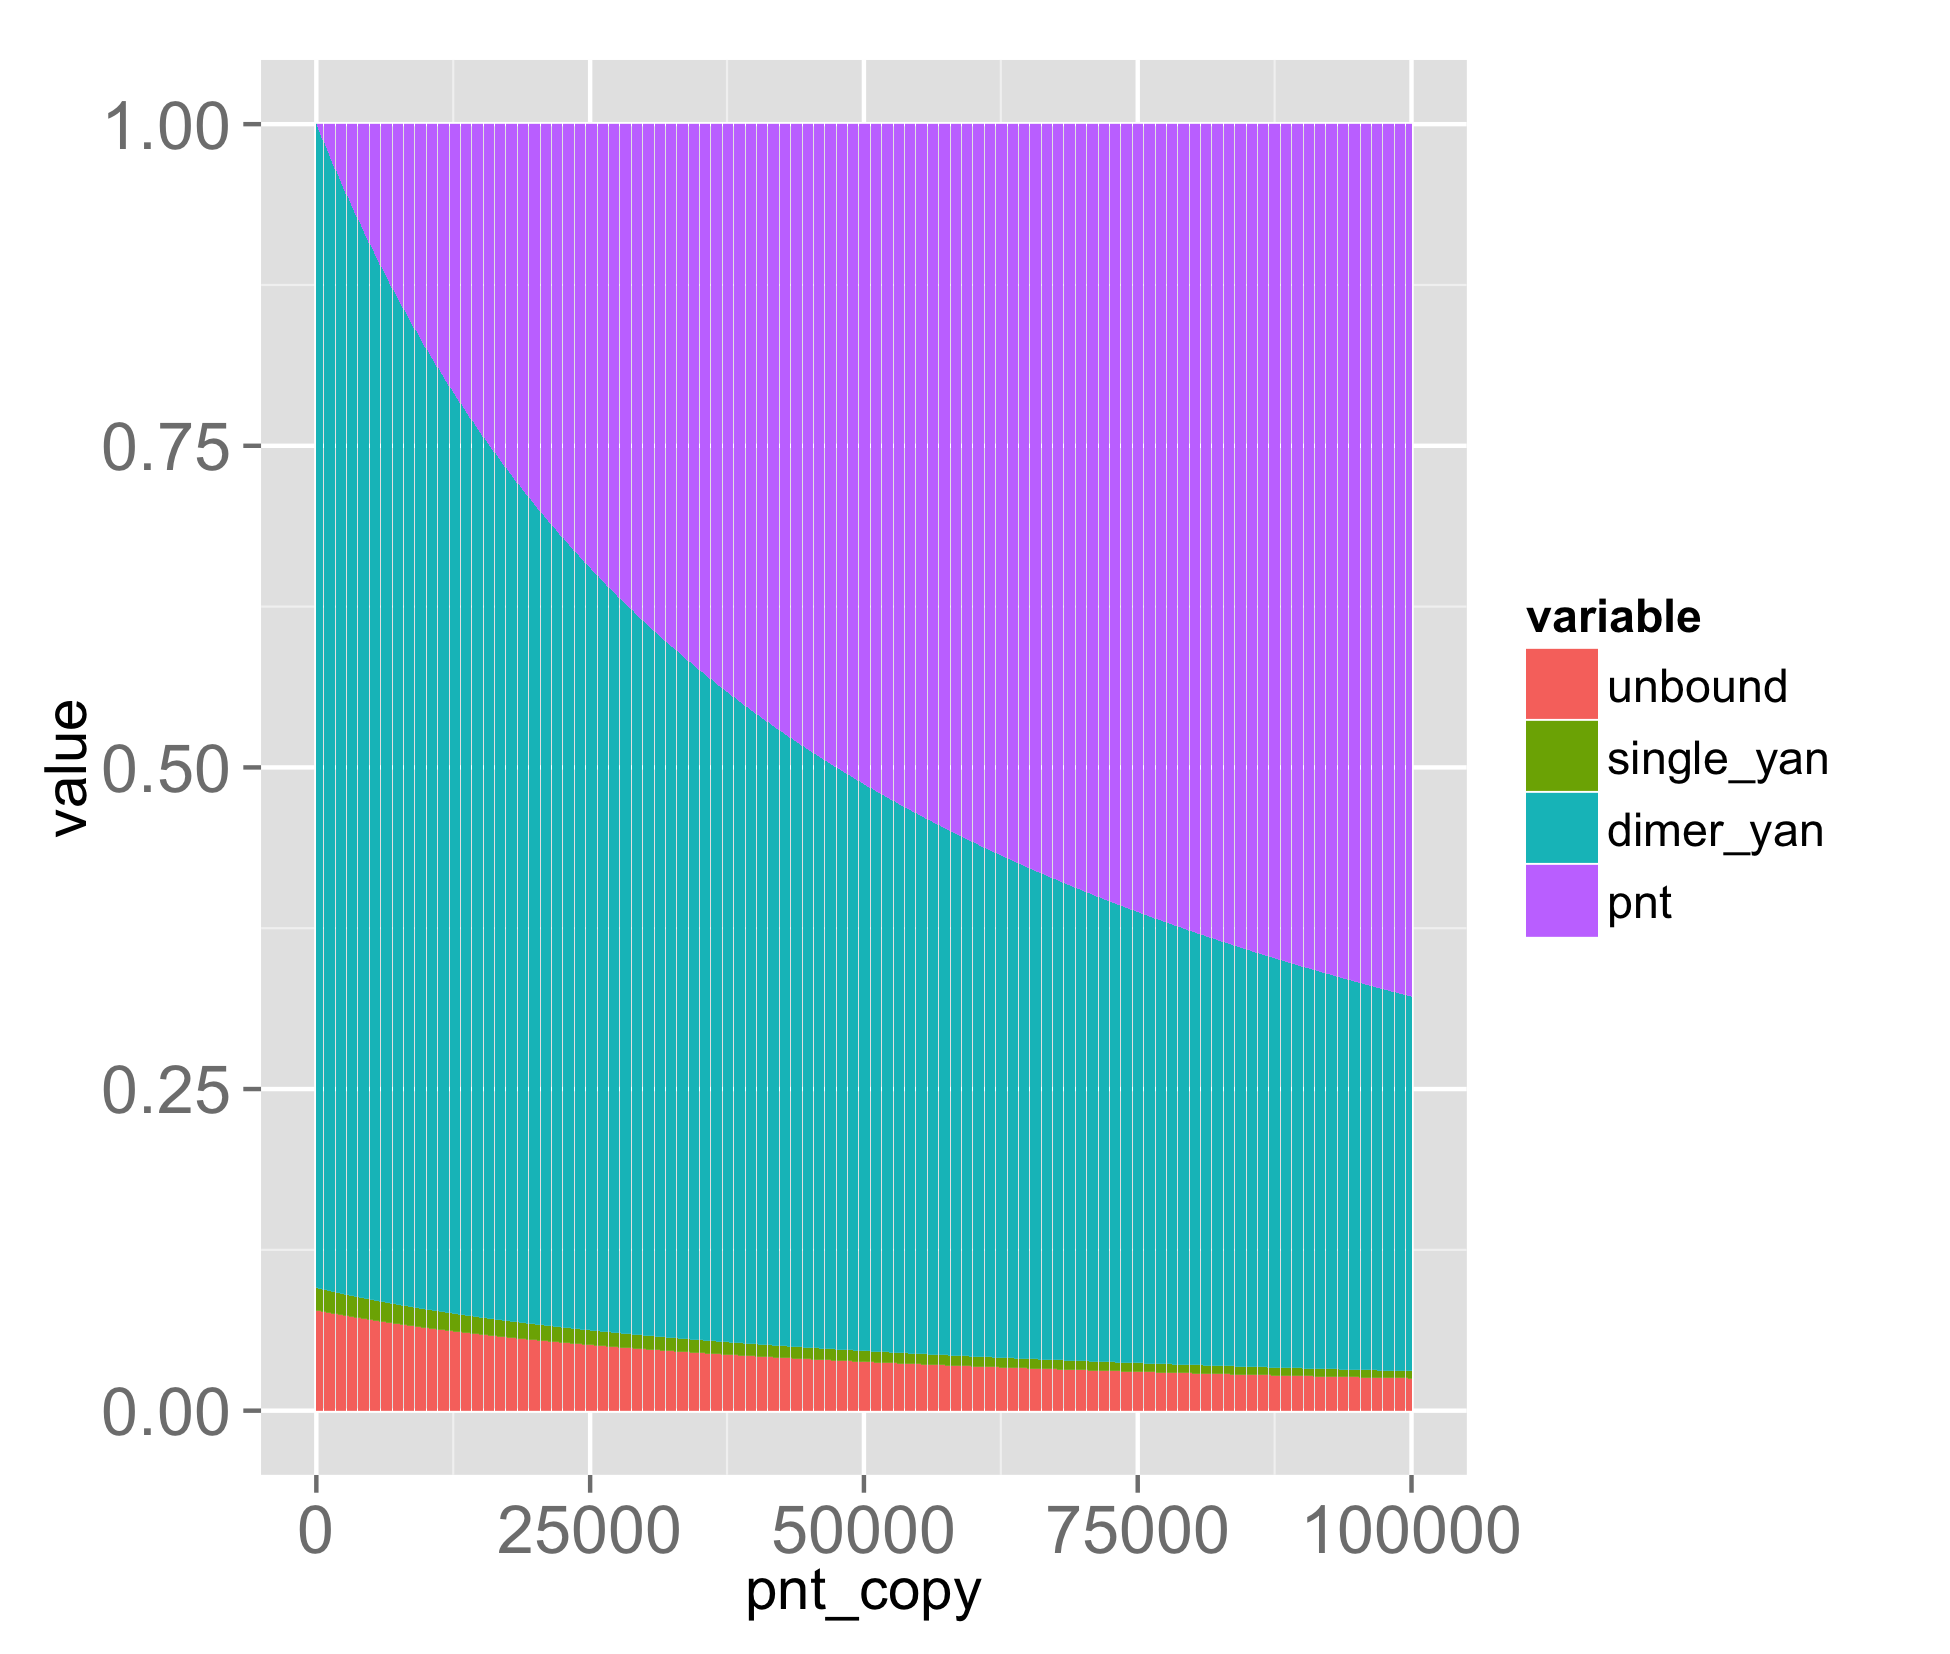 1.00
0.75
0.50
0.25
0.00
value
0 25000 50000 75000 100000
pnt_copy
variable
unbound
single_yan
dimer_yan
pnt